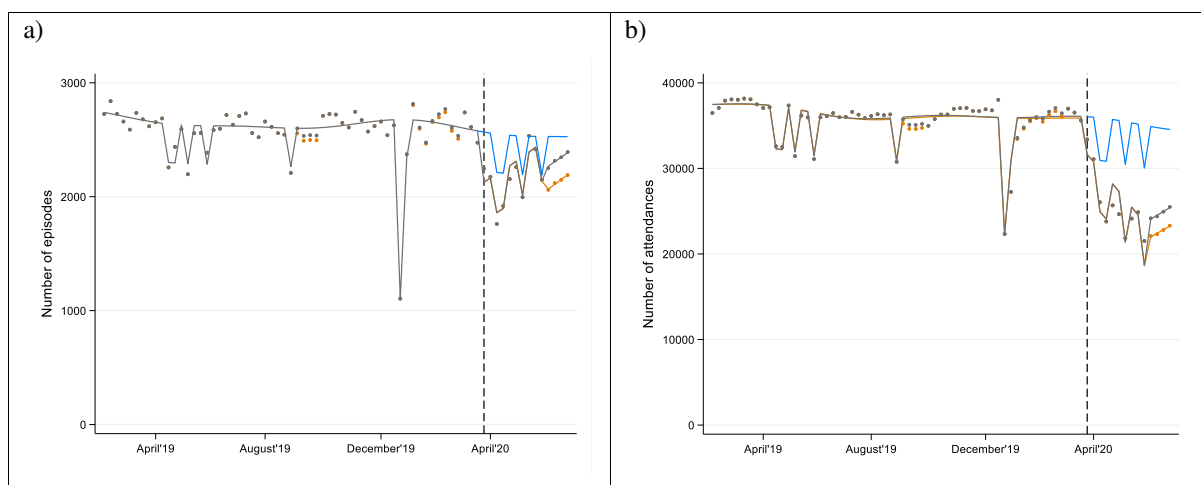 a)
3000
2000
1000
0
Number of episodes
April'19
August'19
December'19
April'20
b)
40000
30000
20000
10000
0
Number of attendances
April'19
August'19
December'19
April'20